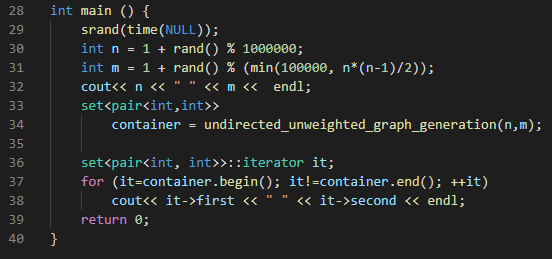 28 int main () {
29     srand(time(NULL));
30     int n = 1 + rand() % 1000000;
31     int m = 1 + rand() % (min(100000, n*(n-1)/2));
32     cout<< n << " " << m <<  endl;
33     set<pair<int,int>>
34         container = undirected_unweighted_graph_generation(n,m);
35
36     set<pair<int, int>>::iterator it;
37     for (it=container.begin(); it!=container.end(); ++it)
38         cout<< it->first << " " << it->second << endl;
39     return 0;
40 }